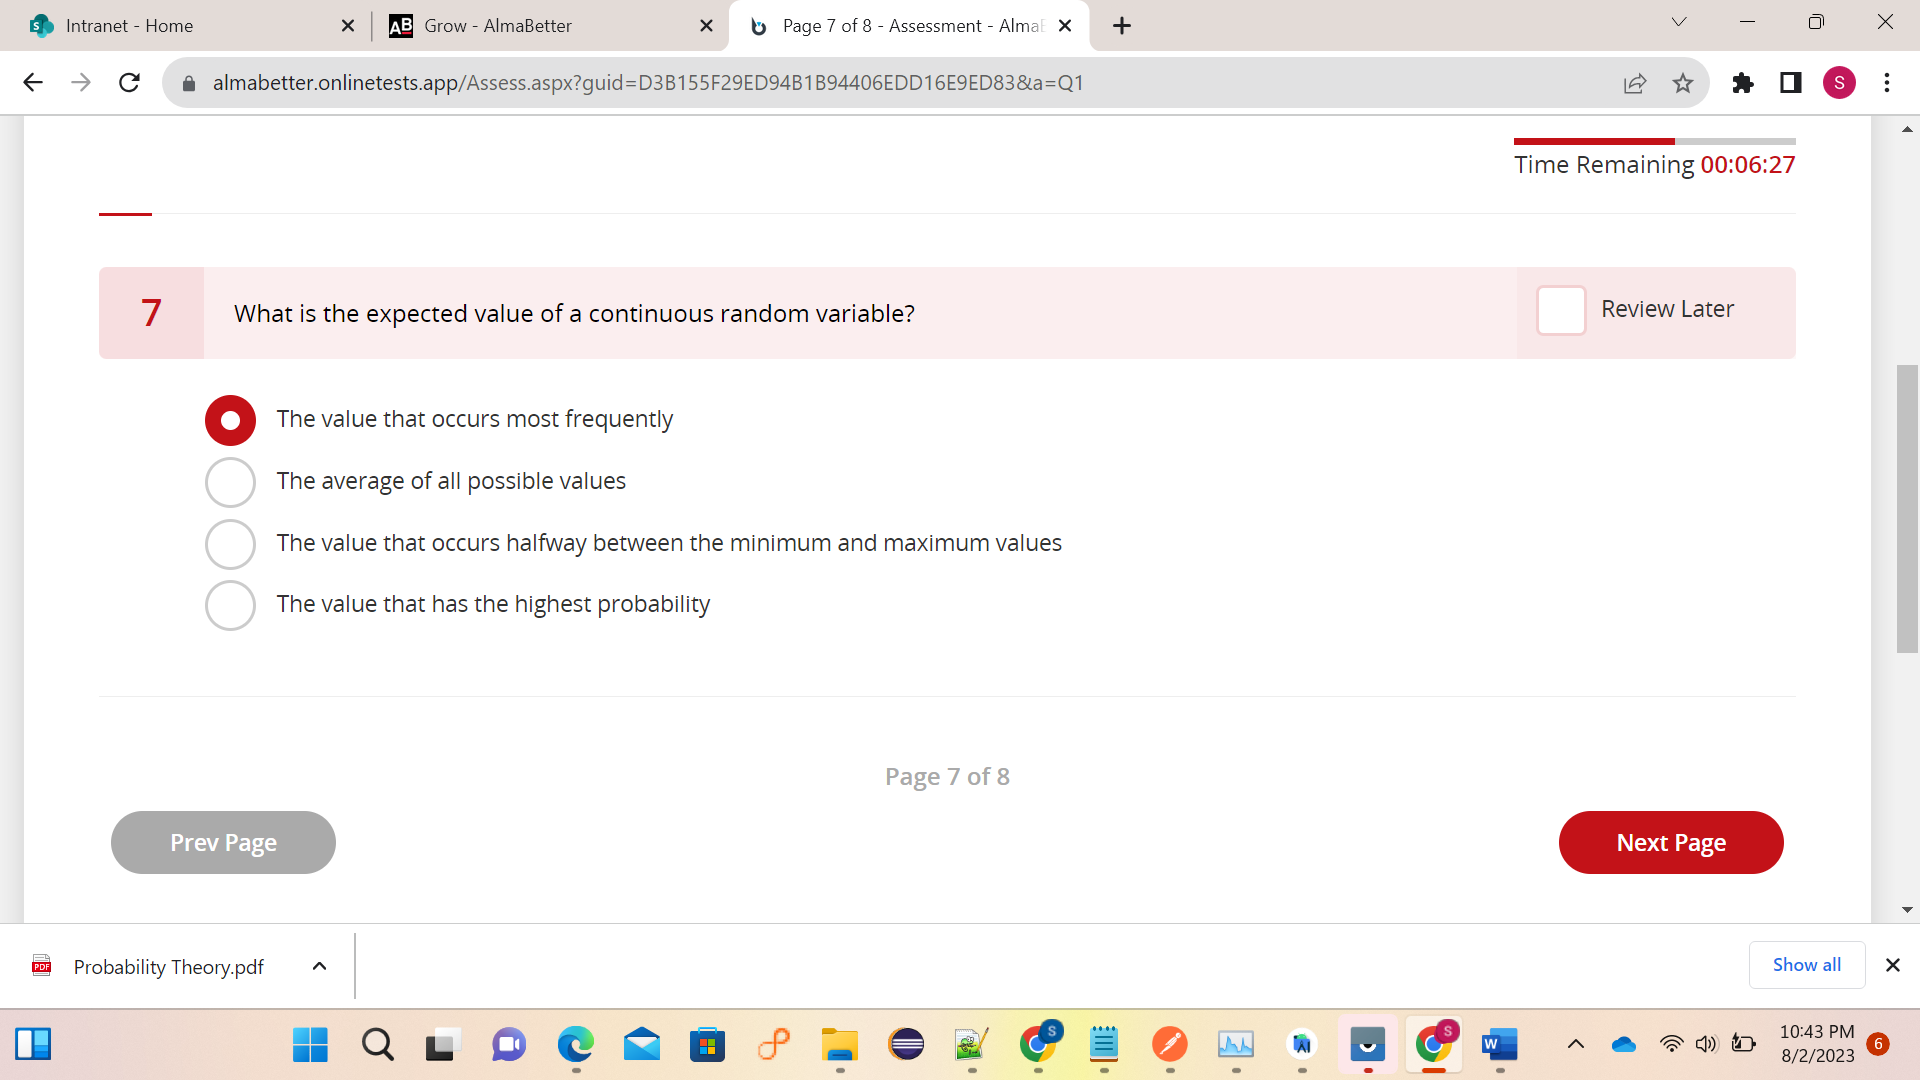 Intranet - Home
AB Grow - AlmaBetter
Page 7 of 8 - Assessment - Alma
almabetter.onlinetests.app/Assess.aspx?guid=D3B155F29ED94B1B94406EDD16E9ED83&a=Q1
S
Time Remaining 00:06:27
7 What is the expected value of a continuous random variable? Review Later
The value that occurs most frequently
The average of all possible values
The value that occurs halfway between the minimum and maximum values
The value that has the highest probability
Page 7 of 8
Prev Page Next Page
PDF Probability Theory.pdf Show all
10:43 PM
8/2/2023 6